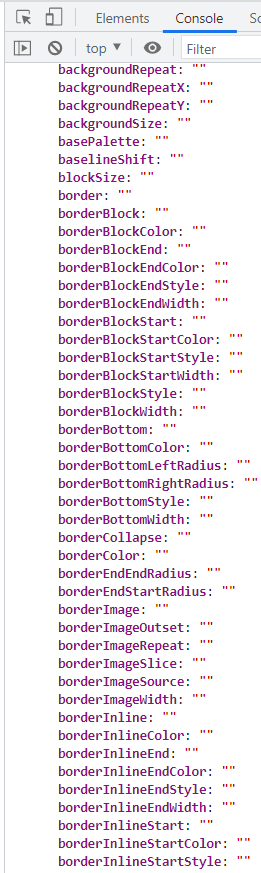 Elements Console
top ▼ Filter
backgroundRepeat: ""
backgroundRepeatX: ""
backgroundRepeatY: ""
backgroundSize: ""
basePalette: ""
baselineShift: ""
blockSize: ""
border: ""
borderBlock: ""
borderBlockColor: ""
borderBlockEnd: ""
borderBlockEndColor: ""
borderBlockEndStyle: ""
borderBlockEndWidth: ""
borderBlockStart: ""
borderBlockStartColor: ""
borderBlockStartStyle: ""
borderBlockStartWidth: ""
borderBlockStyle: ""
borderBlockWidth: ""
borderBottom: ""
borderBottomColor: ""
borderBottomLeftRadius: ""
borderBottomRightRadius: ""
borderBottomStyle: ""
borderBottomWidth: ""
borderCollapse: ""
borderColor: ""
borderEndEndRadius: ""
borderEndStartRadius: ""
borderImage: ""
borderImageOutset: ""
borderImageRepeat: ""
borderImageSlice: ""
borderImageSource: ""
borderImageWidth: ""
borderInline: ""
borderInlineColor: ""
borderInlineEnd: ""
borderInlineEndColor: ""
borderInlineEndStyle: ""
borderInlineEndWidth: ""
borderInlineStart: ""
borderInlineStartColor: ""
borderInlineStartStyle: ""